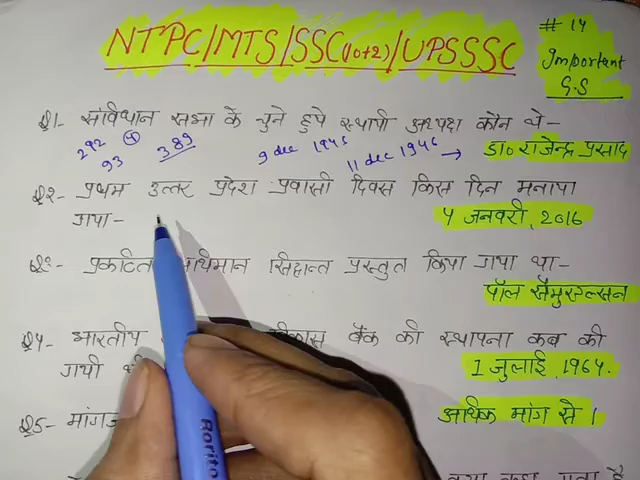 NTPC/MTS/SSC(10+2)/UPSSSC
# 14
Important
G.S
Q1- संविधान सभा के चुने हुये स्थायी अध्यक्ष कौन थे-
डा० राजेन्द्र प्रसाद
292 4 389 9 dec 1946 11 dec 1946 →
93
Q2- प्रथम उत्तर प्रदेश प्रवासी दिवस किस दिन मनाया
गया- 4 जनवरी, 2016
Q3- प्रकटित अधिमान सिद्धान्त प्रस्तुत किया गया था-
पॉल सैमुएल्सन
Q4- भारतीय विकास बैंक की स्थापना कब की
गयी थी 1 जुलाई, 1964.
Q5- मांगज आर्थिक मांग से ।